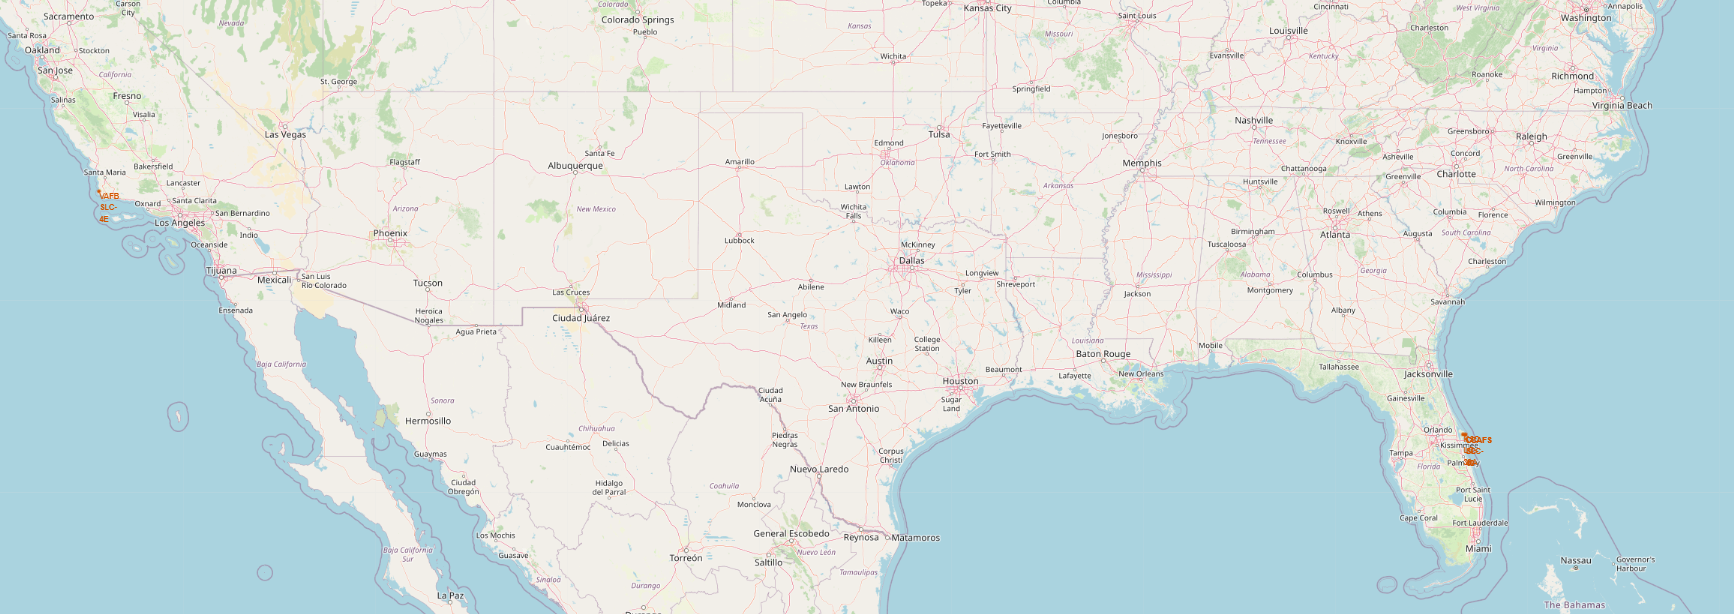 Sacramento
Carson
City
Santa Rosa
Oakland
Stockton
San Jose
California
Salinas
Fresno
Visalia
Nevada
St. George
Las Vegas
Colorado
Colorado Springs
Pueblo
Kansas
Wichita
Topeka
Kansas City
Columbia
Missouri
Saint Louis
Springfield
Cincinnati
Louisville
Evansville
Kentucky
West Virginia
Charleston
Virginia
Roanoke
Washington
Annapolis
Richmond
Hampton
Virginia Beach
Bakersfield
Santa Maria
Lancaster
VAFB
SLC-
4E
Oxnard
Santa Clarita
Los Angeles
San Bernardino
Indio
Oceanside
Tijuana
Mexicali
San Luis
Río Colorado
Ensenada
Flagstaff
Arizona
Phoenix
Tucson
Heroica
Nogales
Agua Prieta
Santa Fe
Albuquerque
New Mexico
Las Cruces
Ciudad Juárez
Amarillo
Lubbock
Midland
Abilene
San Angelo
Texas
Edmond
Oklahoma
Tulsa
Lawton
Wichita
Falls
McKinney
Dallas
Waco
Killeen
College
Station
Austin
New Braunfels
San Antonio
Houston
Sugar
Land
Beaumont
Longview
Tyler
Shreveport
Fayetteville
Fort Smith
Arkansas
Jonesboro
Memphis
Nashville
Tennessee
Knoxville
Chattanooga
Huntsville
Asheville
Greensboro
Raleigh
Concord
Charlotte
Greenville
North Carolina
Greenville
Wilmington
Columbia
Florence
South Carolina
Charleston
Roswell
Athens
Atlanta
Augusta
Georgia
Columbus
Savannah
Albany
Birmingham
Tuscaloosa
Alabama
Montgomery
Mississippi
Jackson
Louisiana
Baton Rouge
Lafayette
New Orleans
Mobile
Tallahassee
Jacksonville
Gainesville
Orlando
Kissimmee
Tampa
Florida
Port Saint
Lucie
Cape Coral
Fort Lauderdale
Miami
Nassau
Governor's
Harbour
The Bahamas
Baja California
Sonora
Hermosillo
Guaymas
Ciudad
Obregón
Los Mochis
Guasave
Sinaloa
Baja California
Sur
La Paz
Chihuahua
Cuauhtémoc
Delicias
Hidalgo
del Parral
Ciudad
Acuña
Piedras
Negras
Nuevo Laredo
Corpus
Christi
Coahuila
Monclova
General Escobedo
Nuevo León
Saltillo
Torreón
Durango
Reynosa
Matamoros
Tamaulipas